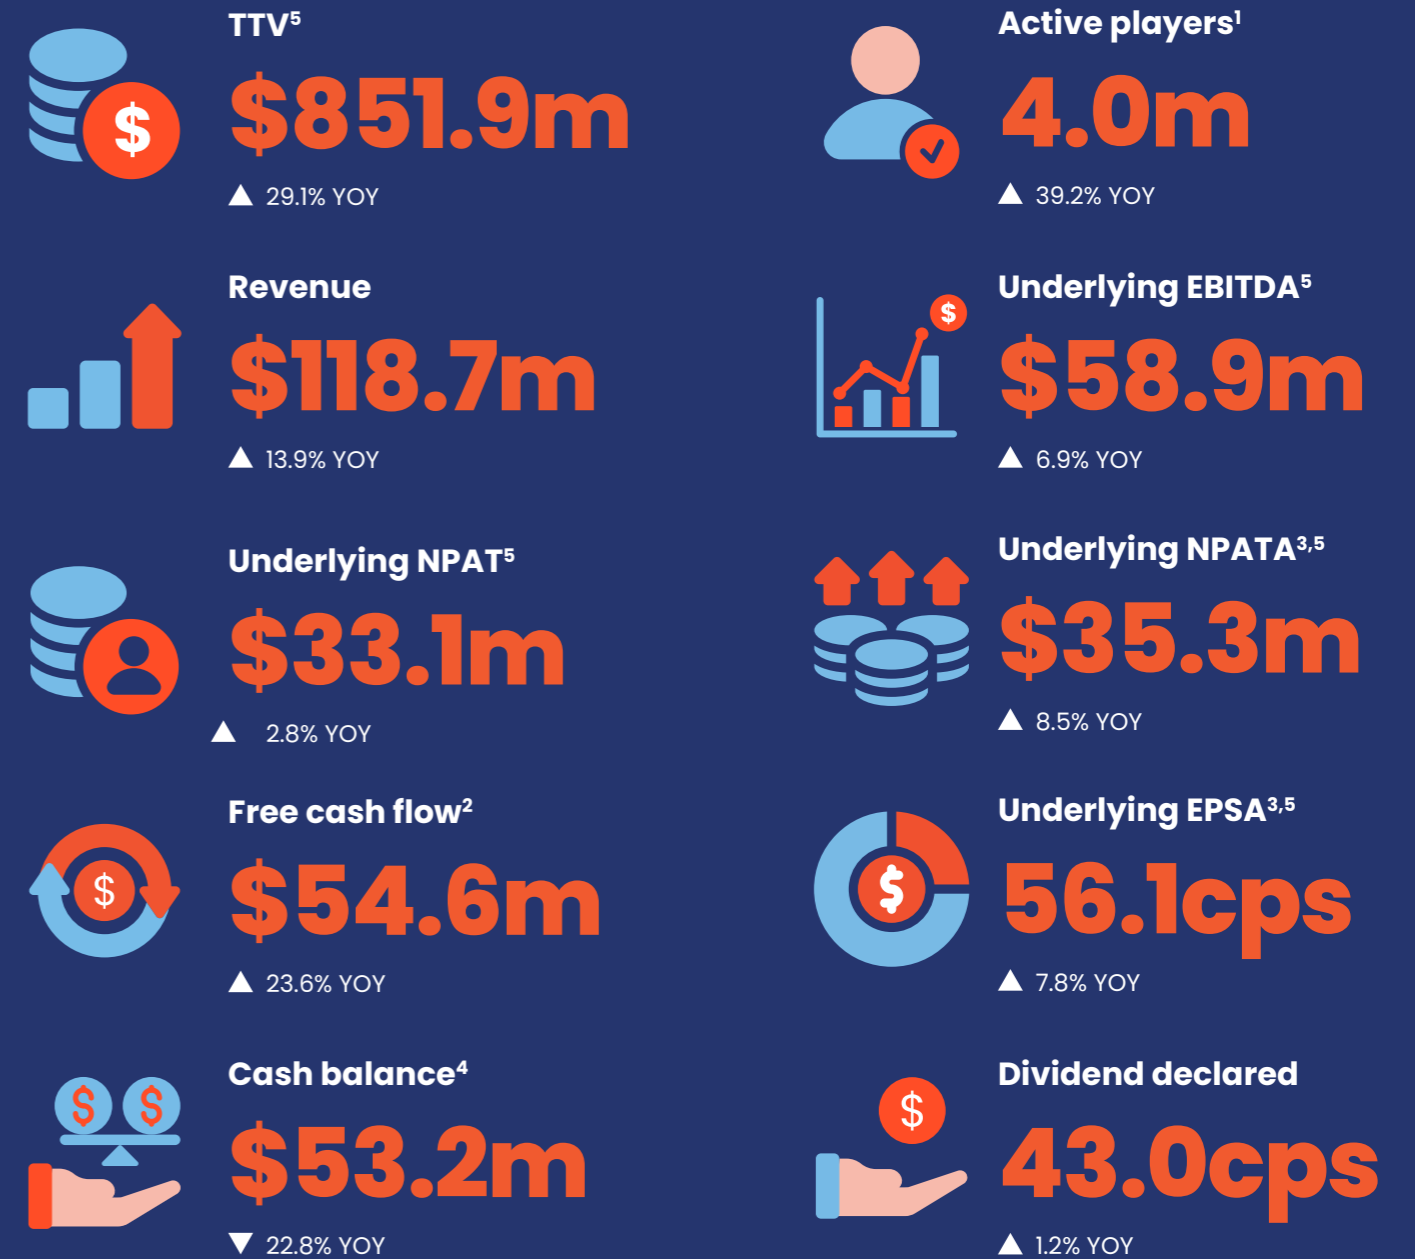 TTV⁵
$851.9m
▲ 29.1% YOY
Active players¹
4.0m
▲ 39.2% YOY
Revenue
$118.7m
▲ 13.9% YOY
Underlying EBITDA⁵
$58.9m
▲ 6.9% YOY
Underlying NPAT⁵
$33.1m
▲ 2.8% YOY
Underlying NPATA³,⁵
$35.3m
▲ 8.5% YOY
Free cash flow²
$54.6m
▲ 23.6% YOY
Underlying EPSA³,⁵
56.1cps
▲ 7.8% YOY
Cash balance⁴
$53.2m
▼ 22.8% YOY
Dividend declared
43.0cps
▲ 1.2% YOY